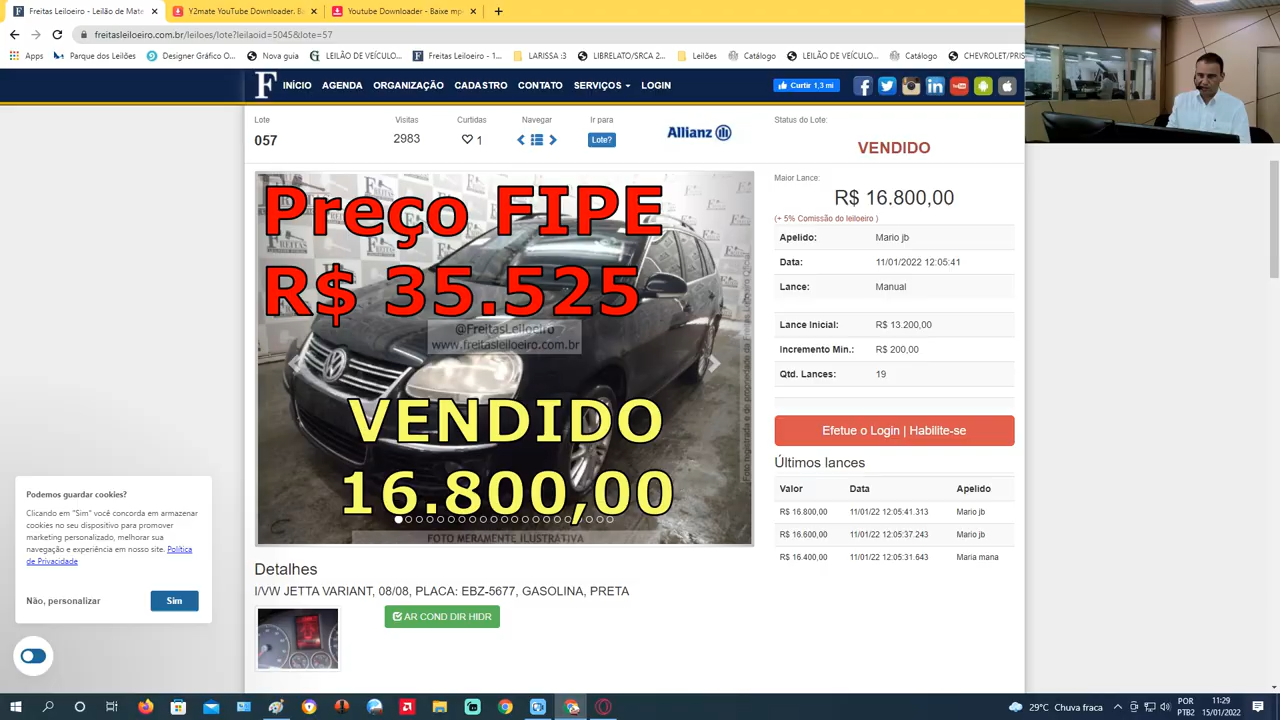 Freitas Leiloeiro - Leilão de Mate
Y2mate YouTube Downloader. B
Youtube Downloader - Baixe mp
freitasleiloeiro.com.br/leiloes/lote?leilaoid=5045&lote=57
Apps
Parque dos Leilões
Designer Gráfico O...
Nova guia
LEILÃO DE VEÍCULO...
Freitas Leiloeiro - 1...
LARISSA :3
LIBRELATO/SRCA 2...
Leilões
Catálogo
LEILÃO DE VEÍCULO...
Catálogo
CHEVROLET/PRIS
F INÍCIO AGENDA ORGANIZAÇÃO CADASTRO CONTATO SERVIÇOS LOGIN
Curtir 1,3 mi
Lote
057
Visitas
2983
Curtidas
1
Navegar
Ir para
Lote?
Allianz
Status do Lote:
VENDIDO
Preço FIPE
R$ 35.525
@FreitasLeiloeiro
www.freitasleiloeiro.com.br
VENDIDO
16.800,00
FOTO MERAMENTE ILUSTRATIVA
Maior Lance:
R$ 16.800,00
(+ 5% Comissão do leiloeiro )
Apelido: Mario jb
Data: 11/01/2022 12:05:41
Lance: Manual
Lance Inicial: R$ 13.200,00
Incremento Min.: R$ 200,00
Qtd. Lances: 19
Efetue o Login | Habilite-se
Últimos lances
Valor Data Apelido
R$ 16.800,00 11/01/22 12:05:41.313 Mario jb
R$ 16.600,00 11/01/22 12:05:37.243 Mario jb
R$ 16.400,00 11/01/22 12:05:31.643 Maria mana
Detalhes
I/VW JETTA VARIANT, 08/08, PLACA: EBZ-5677, GASOLINA, PRETA
AR COND DIR HIDR
Podemos guardar cookies?
Clicando em "Sim" você concorda em armazenar
cookies no seu dispositivo para promover
marketing personalizado, melhorar sua
navegação e experiência em nosso site. Política
de Privacidade
Não, personalizar
Sim
29°C Chuva fraca
POR
PTB2
11:29
15/01/2022